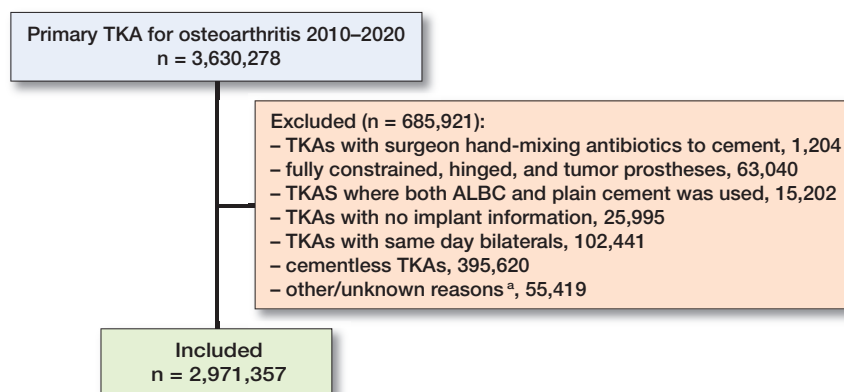 Primary TKA for osteoarthritis 2010–2020
n = 3,630,278
Excluded (n = 685,921):
– TKAs with surgeon hand-mixing antibiotics to cement, 1,204
– fully constrained, hinged, and tumor prostheses, 63,040
– TKAS where both ALBC and plain cement was used, 15,202
– TKAs with no implant information, 25,995
– TKAs with same day bilaterals, 102,441
– cementless TKAs, 395,620
– other/unknown reasons a, 55,419
Included
n = 2,971,357